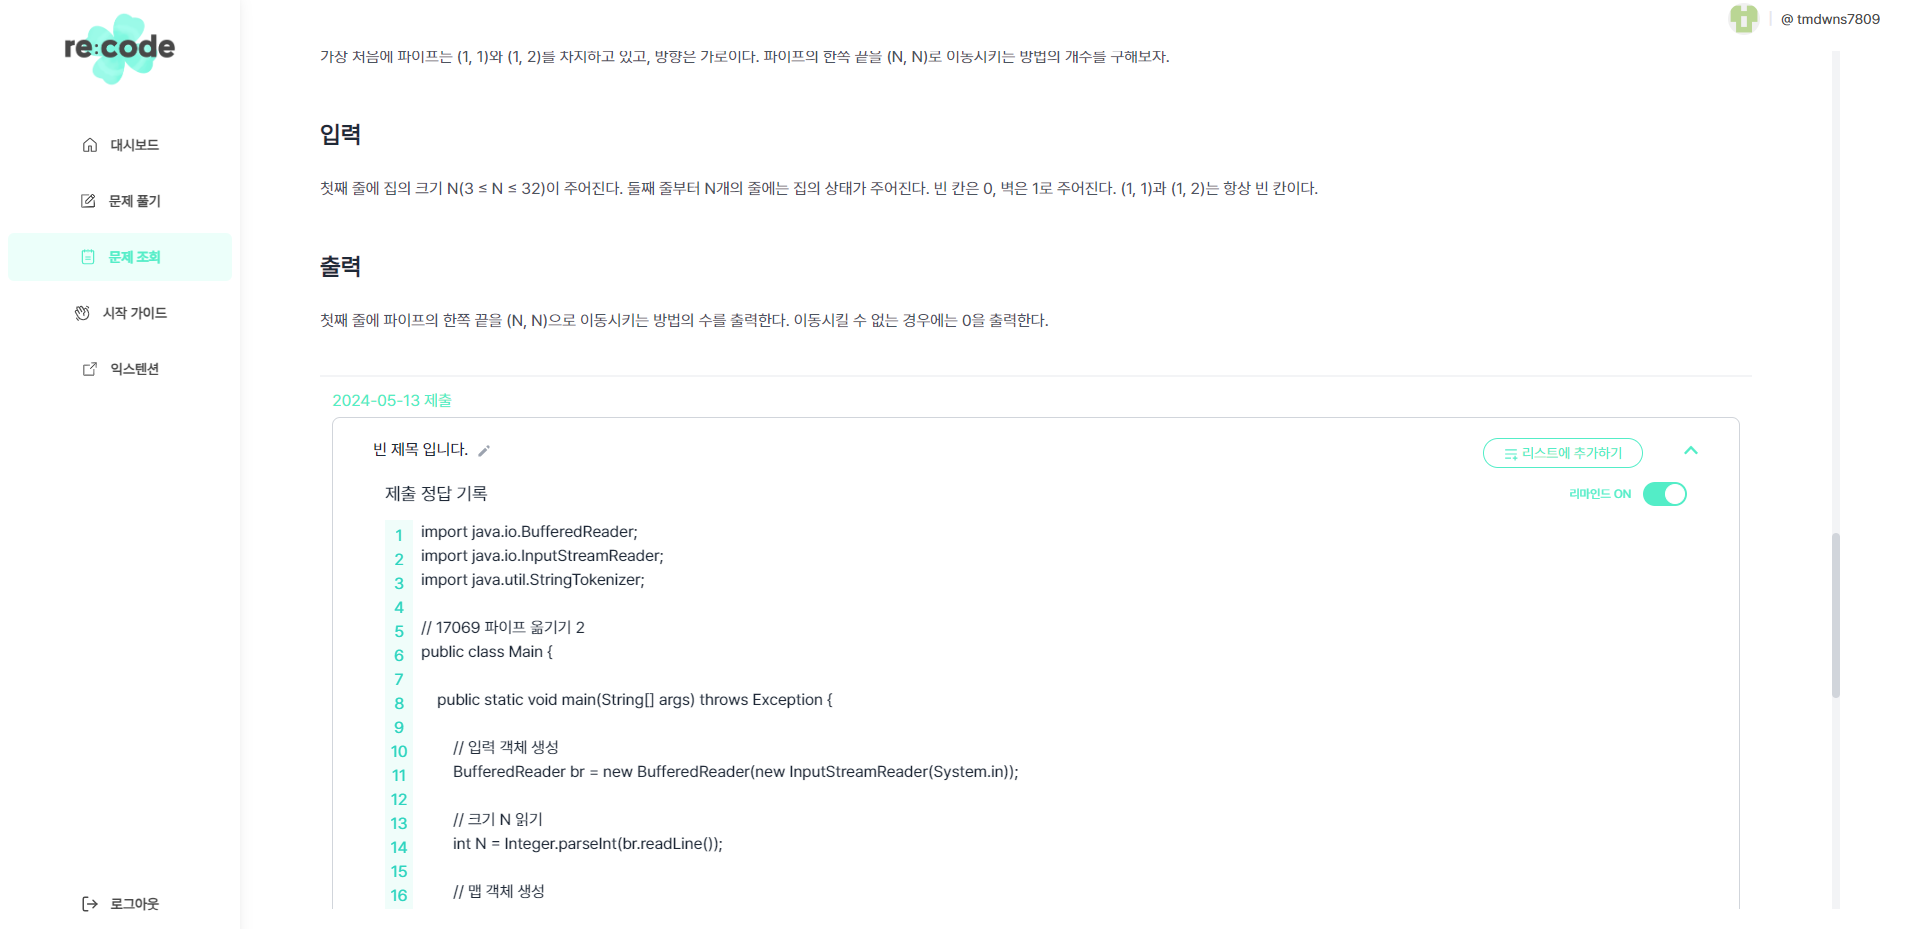 re:code
@ tmdwns7809
대시보드
문제 풀기
문제 조회
시작 가이드
익스텐션
로그아웃
가장 처음에 파이프는 (1, 1)와 (1, 2)를 차지하고 있고, 방향은 가로이다. 파이프의 한쪽 끝을 (N, N)로 이동시키는 방법의 개수를 구해보자.
입력
첫째 줄에 집의 크기 N(3 ≤ N ≤ 32)이 주어진다. 둘째 줄부터 N개의 줄에는 집의 상태가 주어진다. 빈 칸은 0, 벽은 1로 주어진다. (1, 1)과 (1, 2)는 항상 빈 칸이다.
출력
첫째 줄에 파이프의 한쪽 끝을 (N, N)으로 이동시키는 방법의 수를 출력한다. 이동시킬 수 없는 경우에는 0을 출력한다.
2024-05-13 제출
빈 제목 입니다.
리스트에 추가하기
제출 정답 기록
리마인드 ON
1 import java.io.BufferedReader;
2 import java.io.InputStreamReader;
3 import java.util.StringTokenizer;
4
5 // 17069 파이프 옮기기 2
6 public class Main {
7
8 public static void main(String[] args) throws Exception {
9
10 // 입력 객체 생성
11 BufferedReader br = new BufferedReader(new InputStreamReader(System.in));
12
13 // 크기 N 읽기
14 int N = Integer.parseInt(br.readLine());
15
16 // 맵 객체 생성